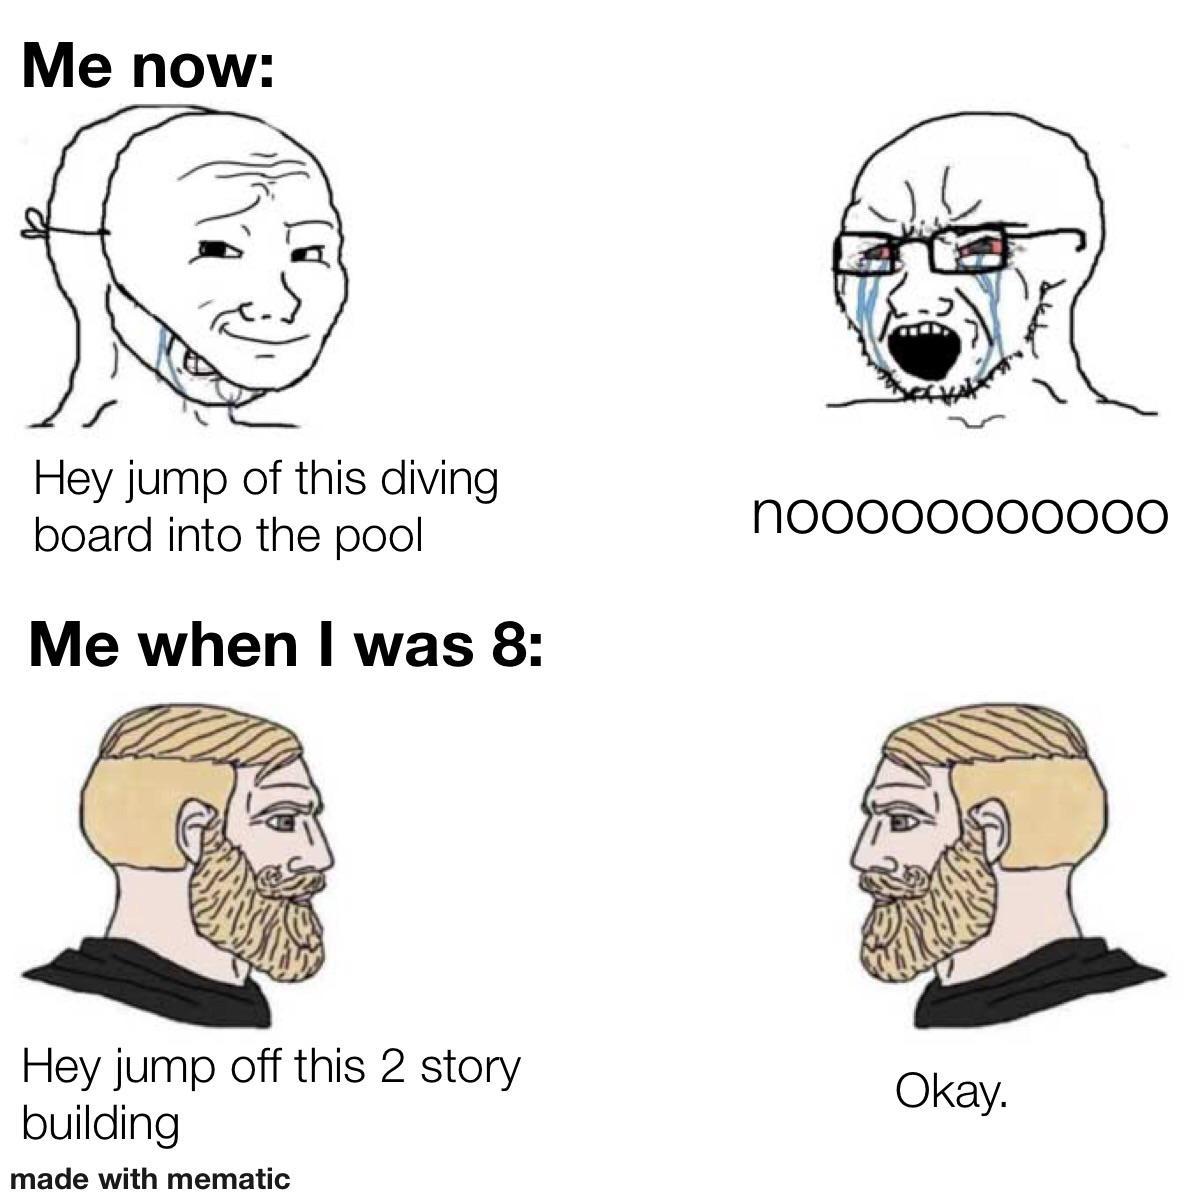 Me now:
Hey jump of this diving
board into the pool
noooooooooooo
Me when I was 8:
Hey jump off this 2 story
building
Okay.
made with mematic